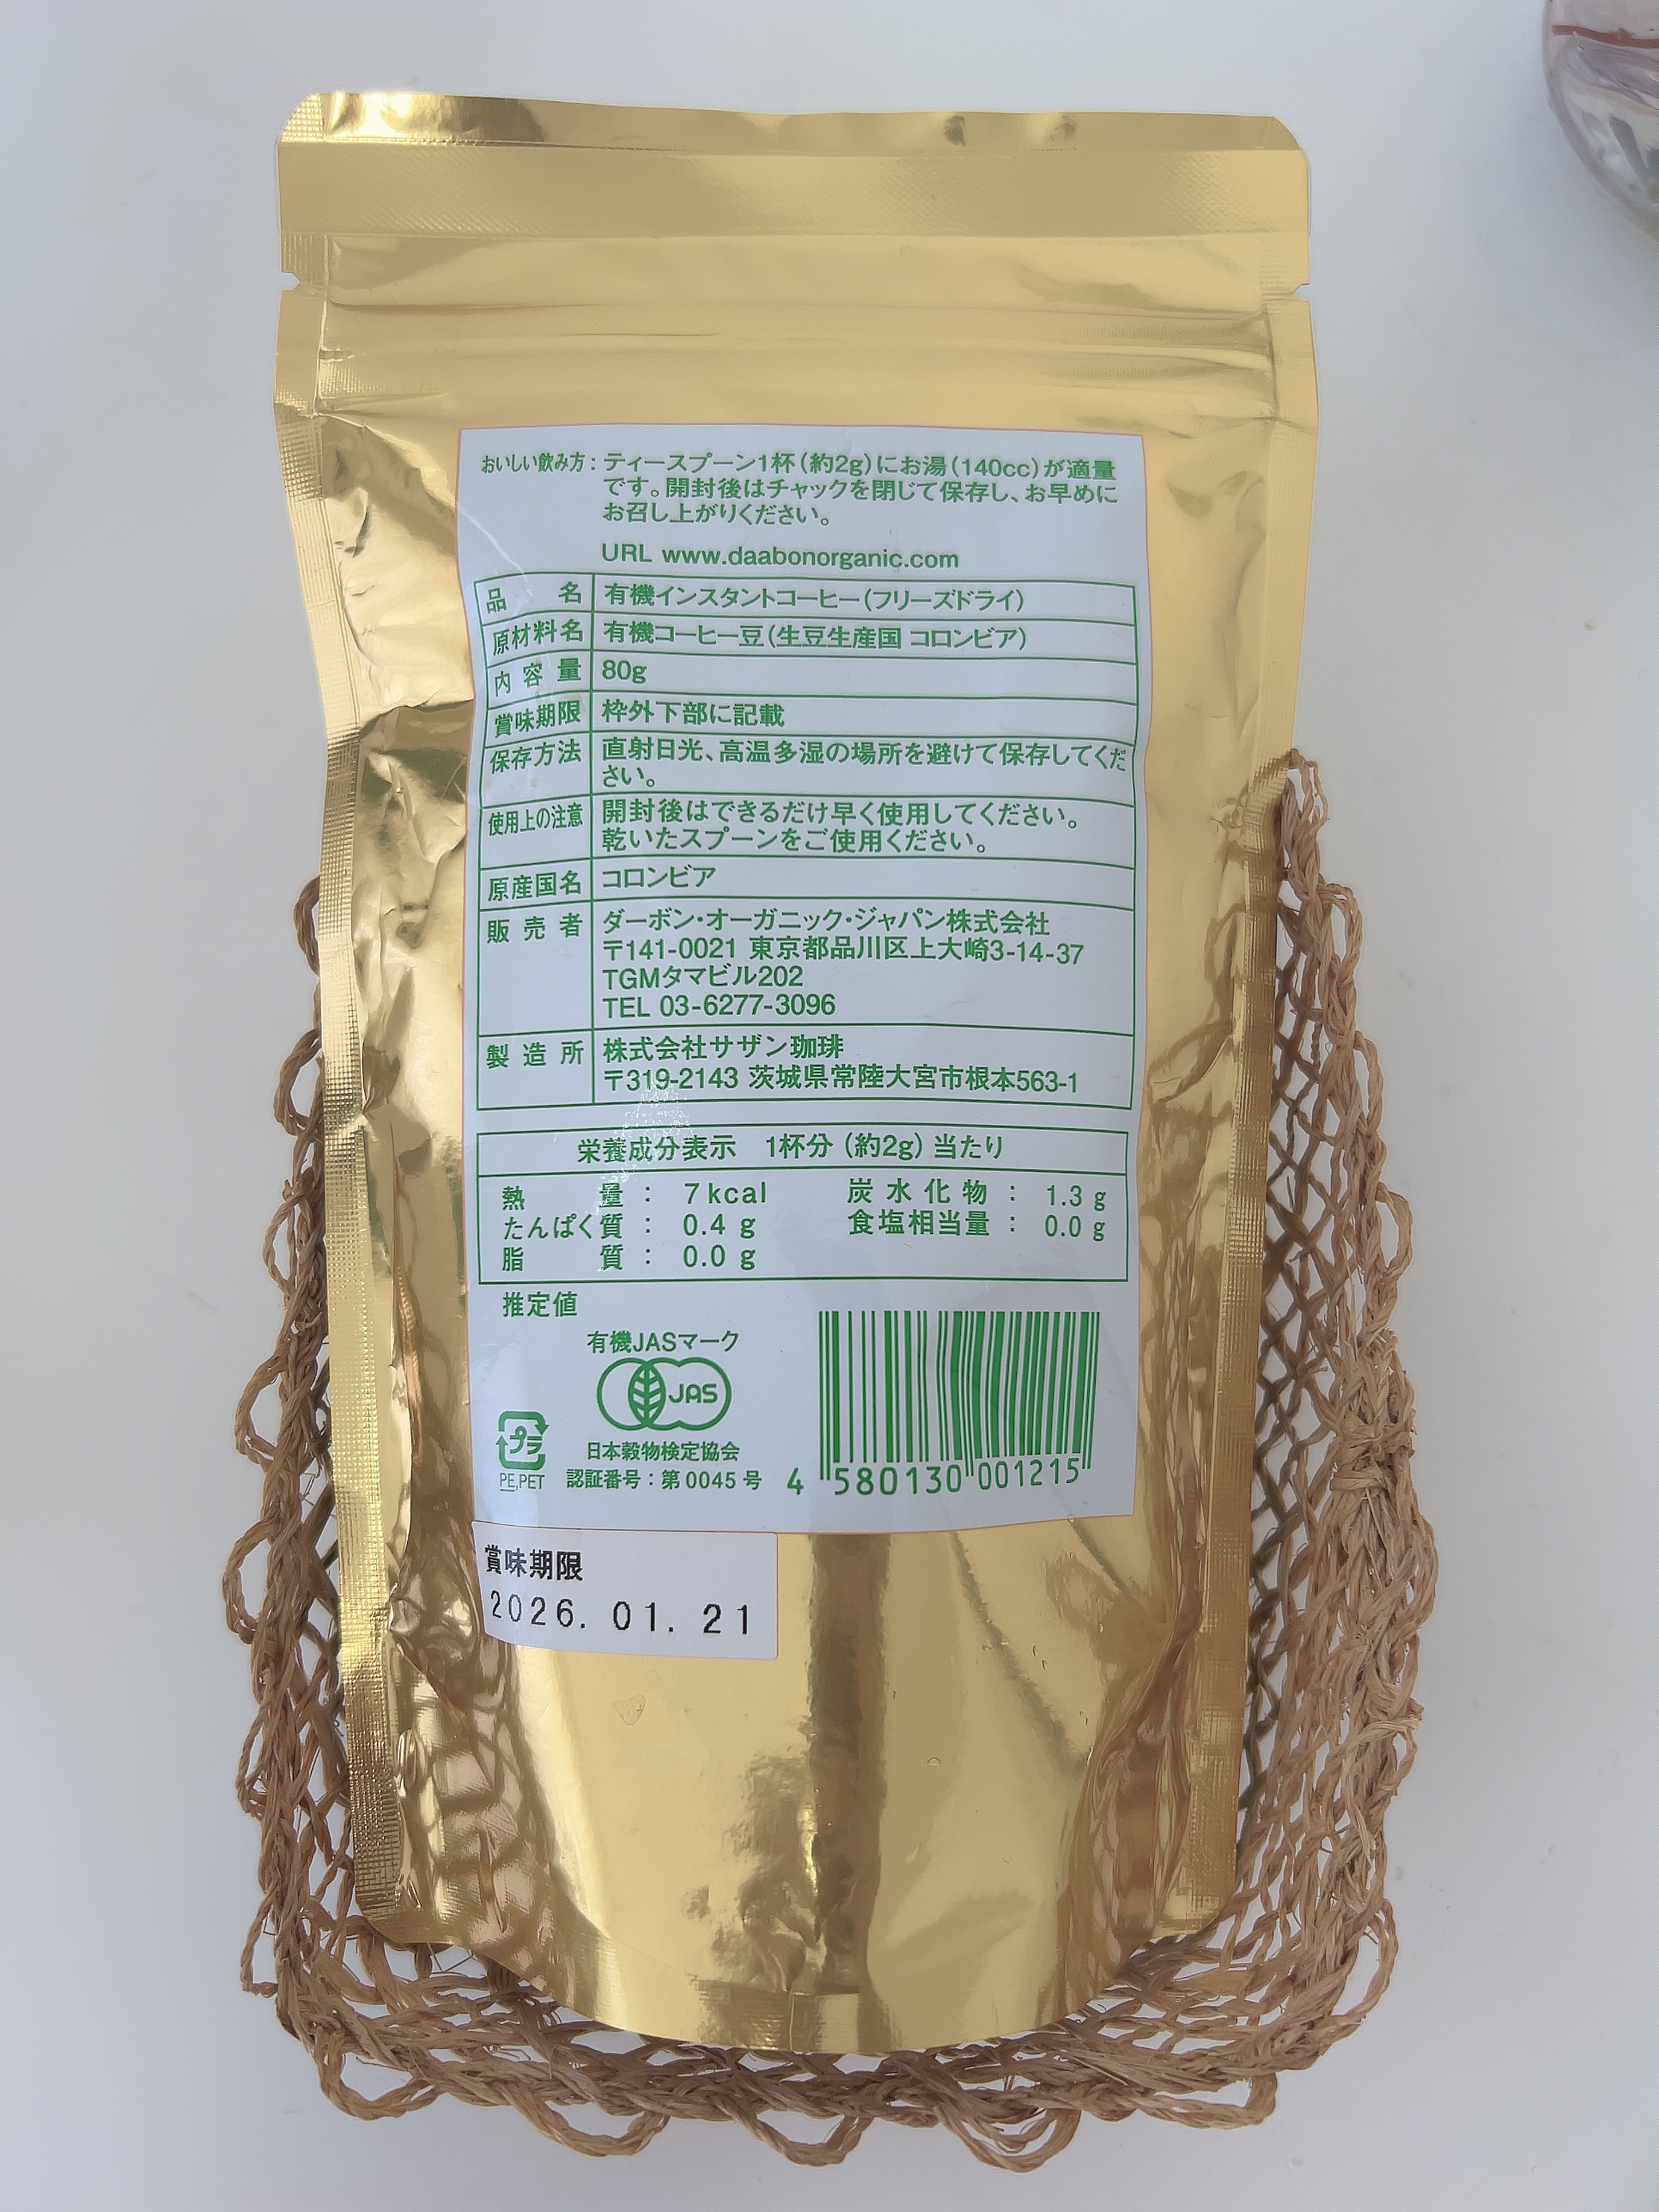 おいしい飲み方：ティースプーン1杯(約2g)にお湯(140cc)が適量
です。開封後はチャックを閉じて保存し、お早めに
お召し上がりください。
URL www.daabonorganic.com
品名 有機インスタントコーヒー(フリーズドライ)
原材料名 有機コーヒー豆(生豆生産国 コロンビア)
内容量 80g
賞味期限 枠外下部に記載
保存方法 直射日光、高温多湿の場所を避けて保存してくだ
さい。
使用上の注意 開封後はできるだけ早く使用してください。
乾いたスプーンをご使用ください。
原産国名 コロンビア
販売者 ダーボン・オーガニック・ジャパン株式会社
〒141-0021 東京都品川区上大崎3-14-37
TGMタマビル202
TEL 03-6277-3096
製造所 株式会社サザン珈琲
〒319-2143 茨城県常陸大宮市根本563-1
栄養成分表示 1杯分(約2g)当たり
熱量： 7kcal 炭水化物： 1.3g
たんぱく質： 0.4g 食塩相当量： 0.0g
脂質： 0.0g
推定値
有機JASマーク
JAS
日本穀物検定協会
認証番号：第0045号
プラ
PE,PET
4 580130 001215
賞味期限
2026. 01. 21